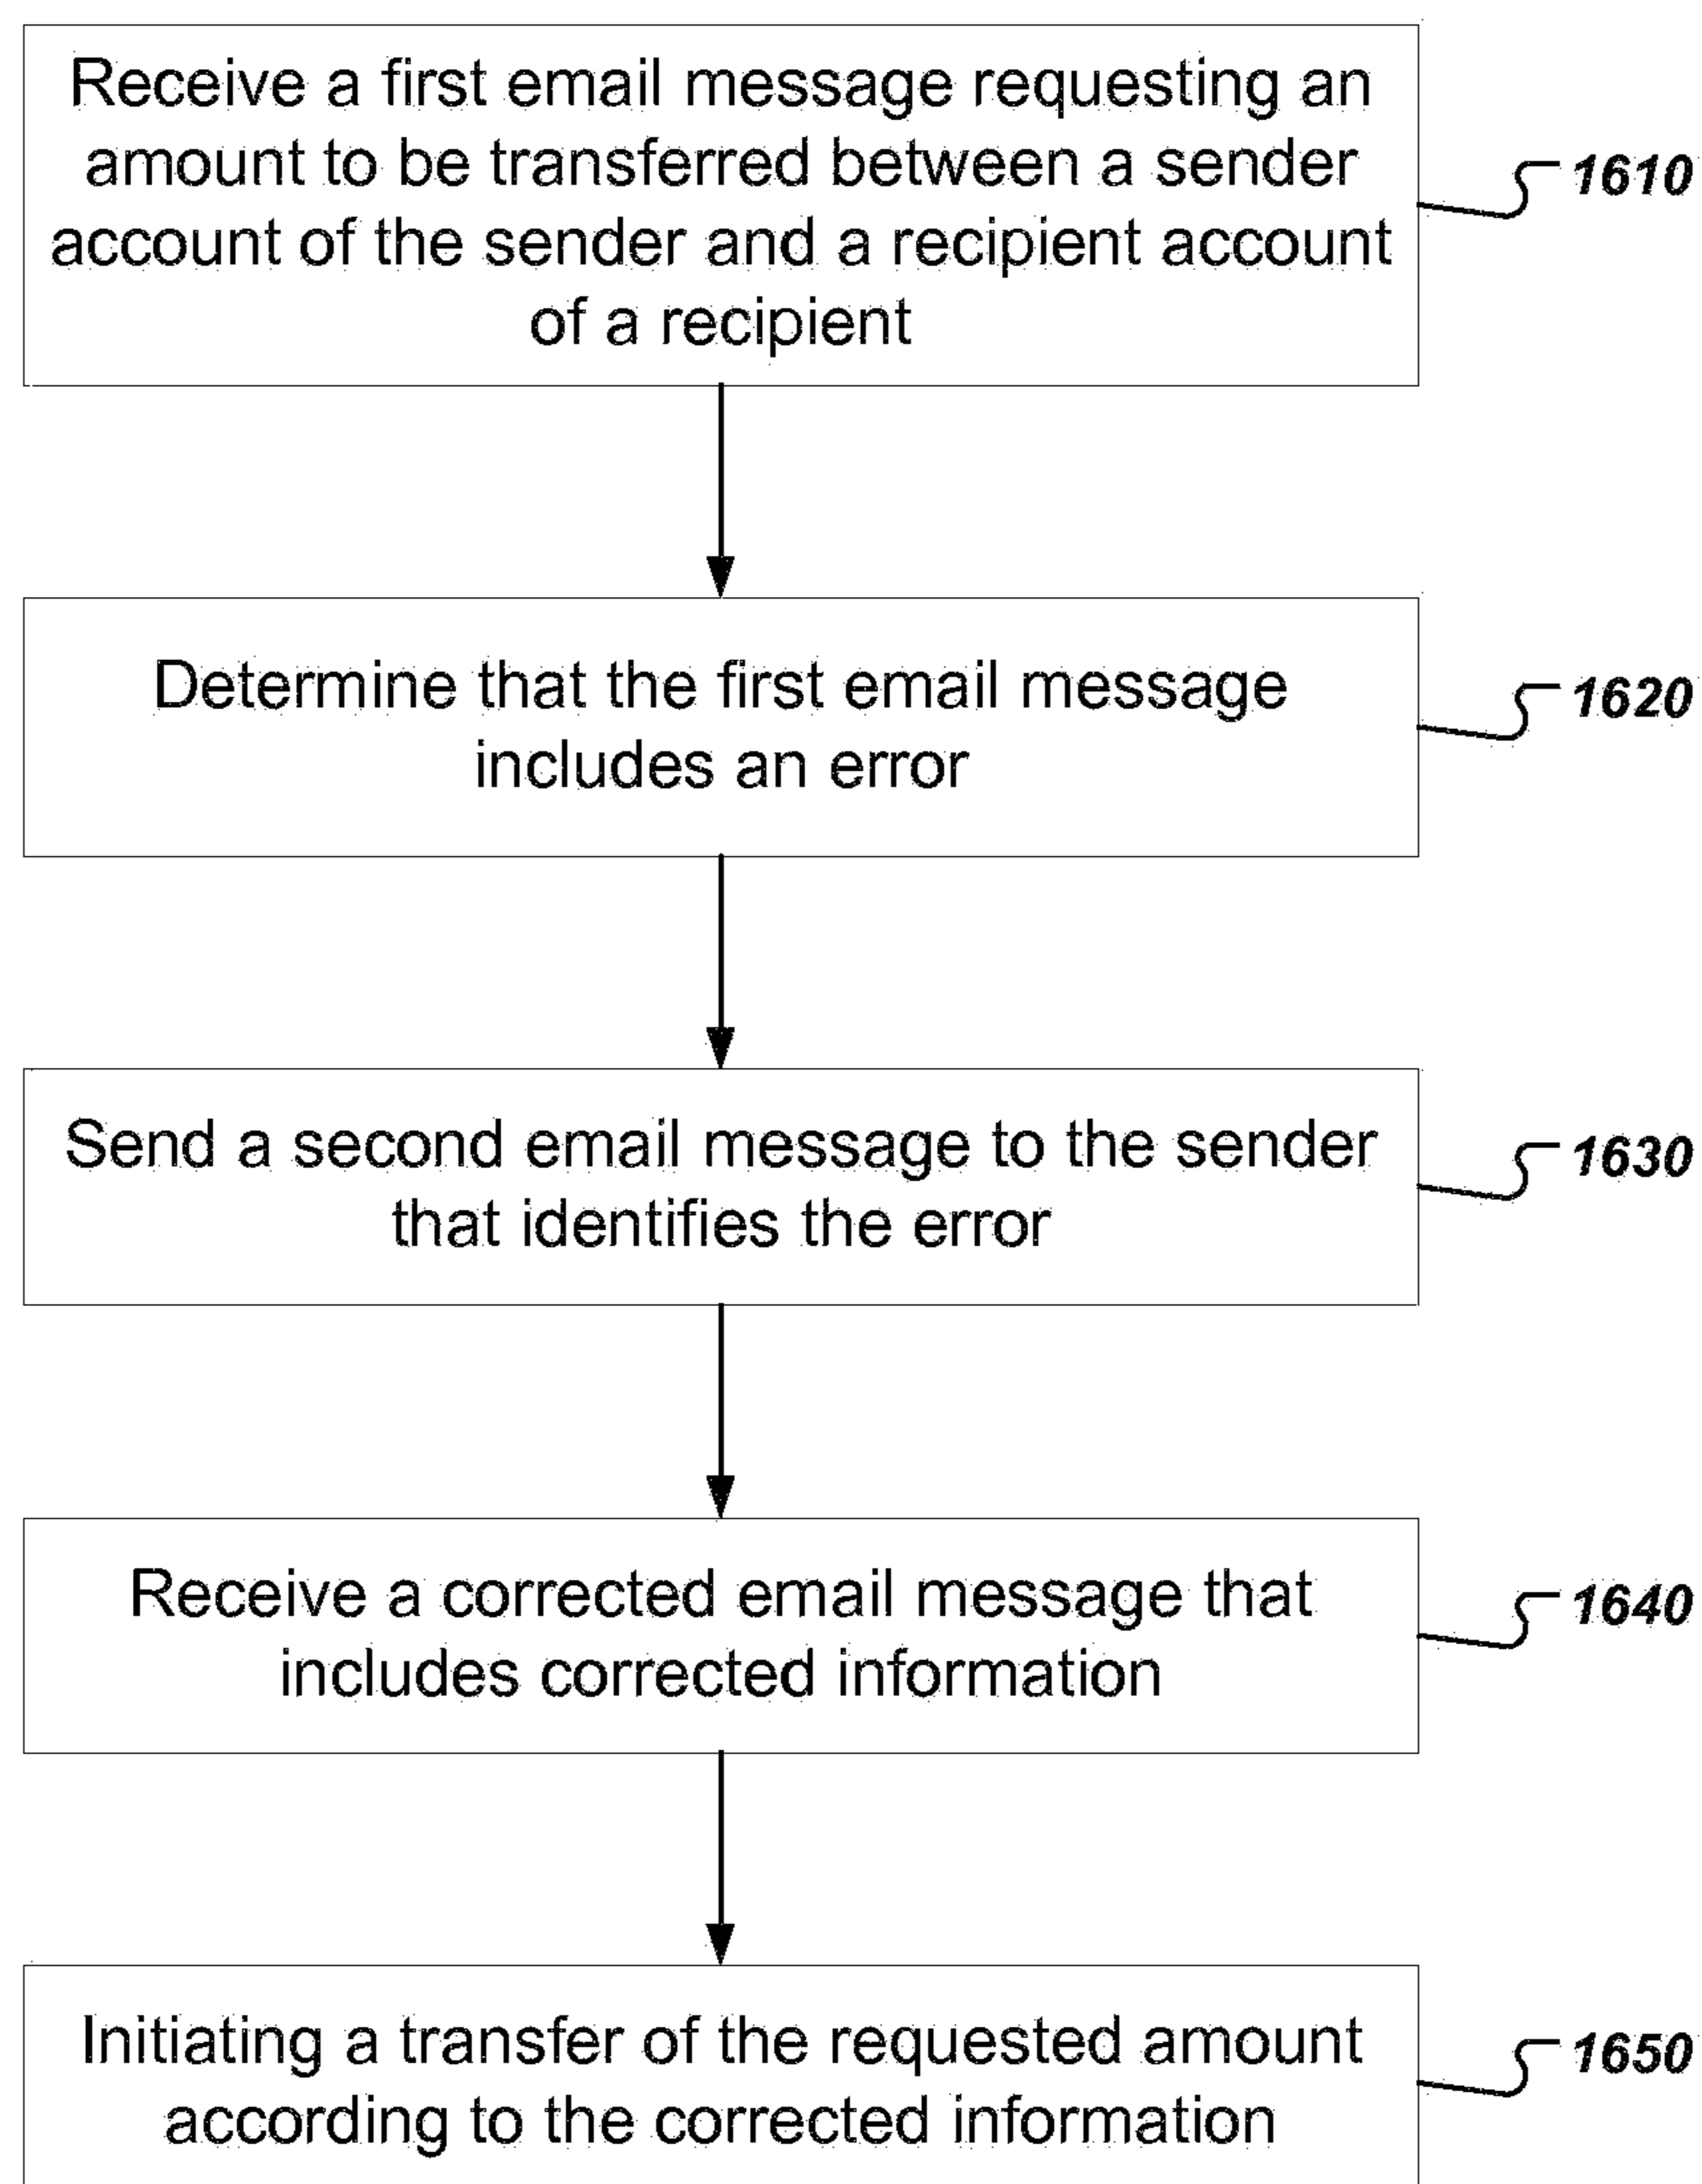 Receive a first email message requesting an
amount to be transferred between a sender
account of the sender and a recipient account
of a recipient
1610
Determine that the first email message
includes an error
1620
Send a second email message to the sender
that identifies the error
1630
Receive a corrected email message that
includes corrected information
1640
Initiating a transfer of the requested amount
according to the corrected information
1650